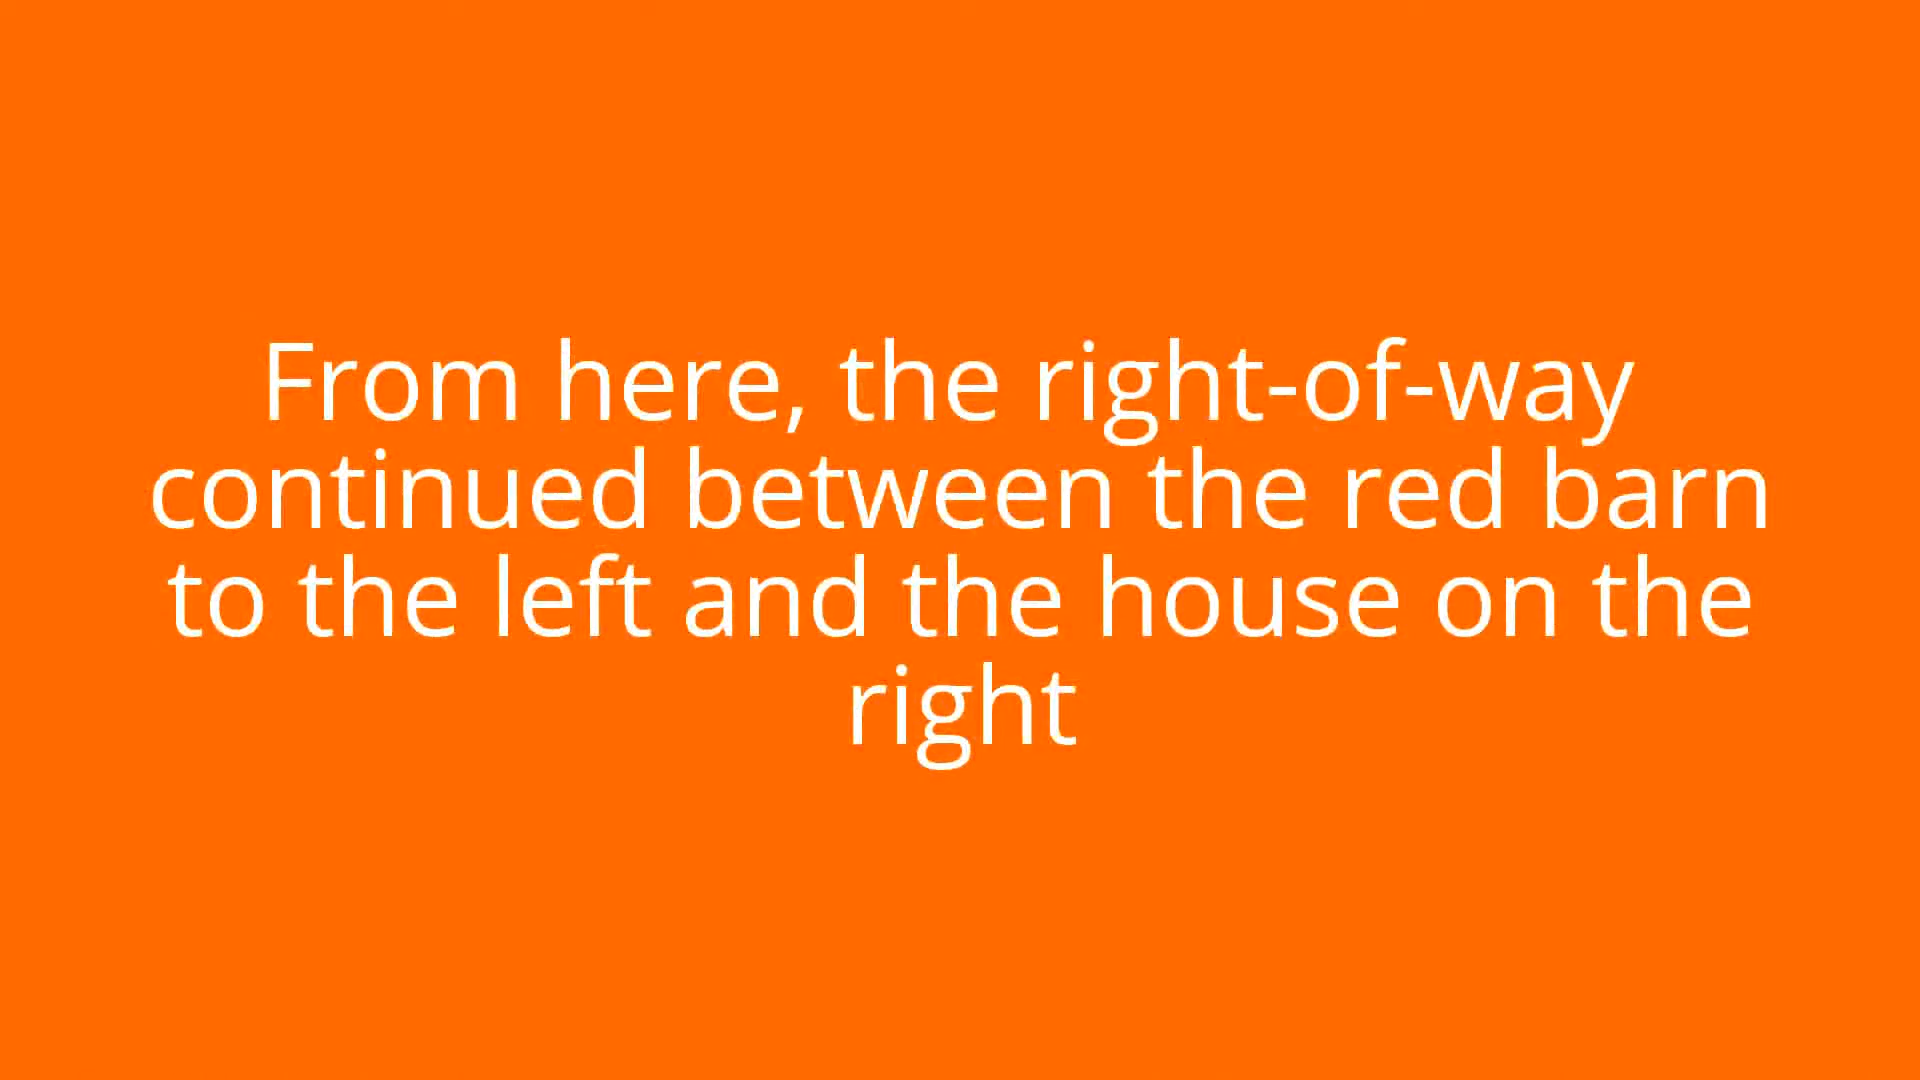 From here, the right-of-way
continued between the red barn
to the left and the house on the
right